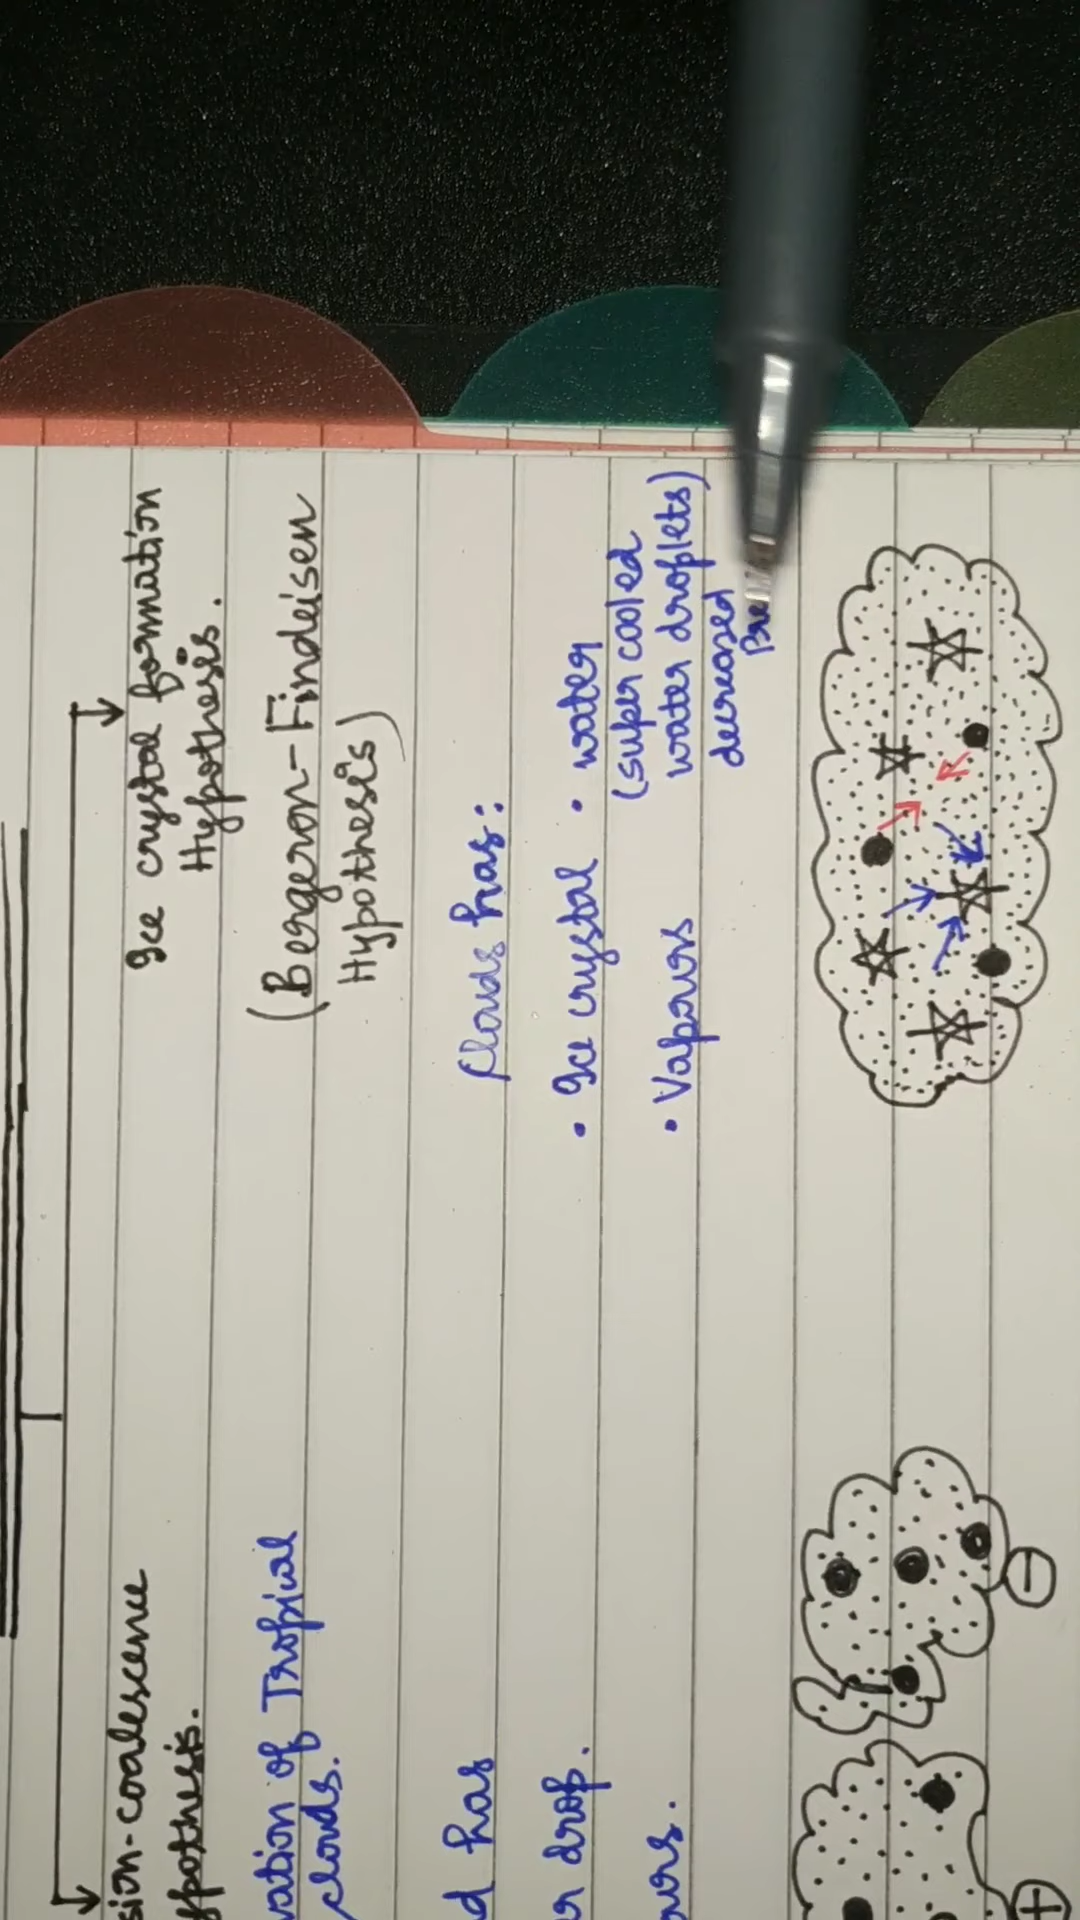 Ice crystal formation
Hypothesis.
(Bergeron-Findeisen
Hypothesis)
Clouds has:
• Ice crystal • water
(super cooled
water droplets)
• Vapours
decreased
sion-coalescence
ypothesis.
vation of Tropical
clouds.
d has
r drop.
ours.
−
+